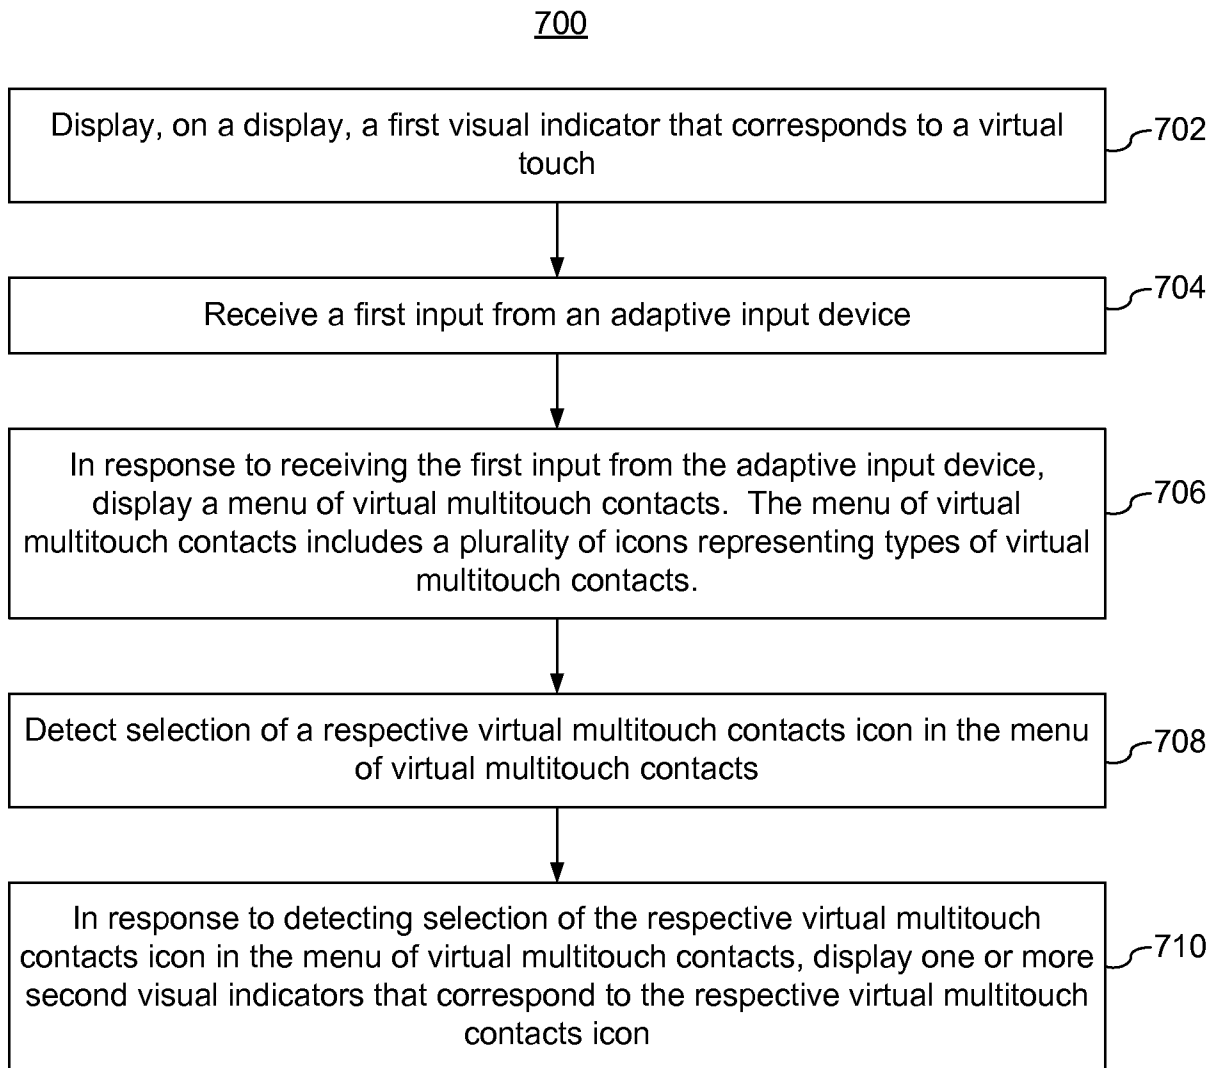 700
Display, on a display, a first visual indicator that corresponds to a virtual
touch
702
Receive a first input from an adaptive input device
704
In response to receiving the first input from the adaptive input device,
display a menu of virtual multitouch contacts.  The menu of virtual
multitouch contacts includes a plurality of icons representing types of virtual
multitouch contacts.
706
Detect selection of a respective virtual multitouch contacts icon in the menu
of virtual multitouch contacts
708
In response to detecting selection of the respective virtual multitouch
contacts icon in the menu of virtual multitouch contacts, display one or more
second visual indicators that correspond to the respective virtual multitouch
contacts icon
710